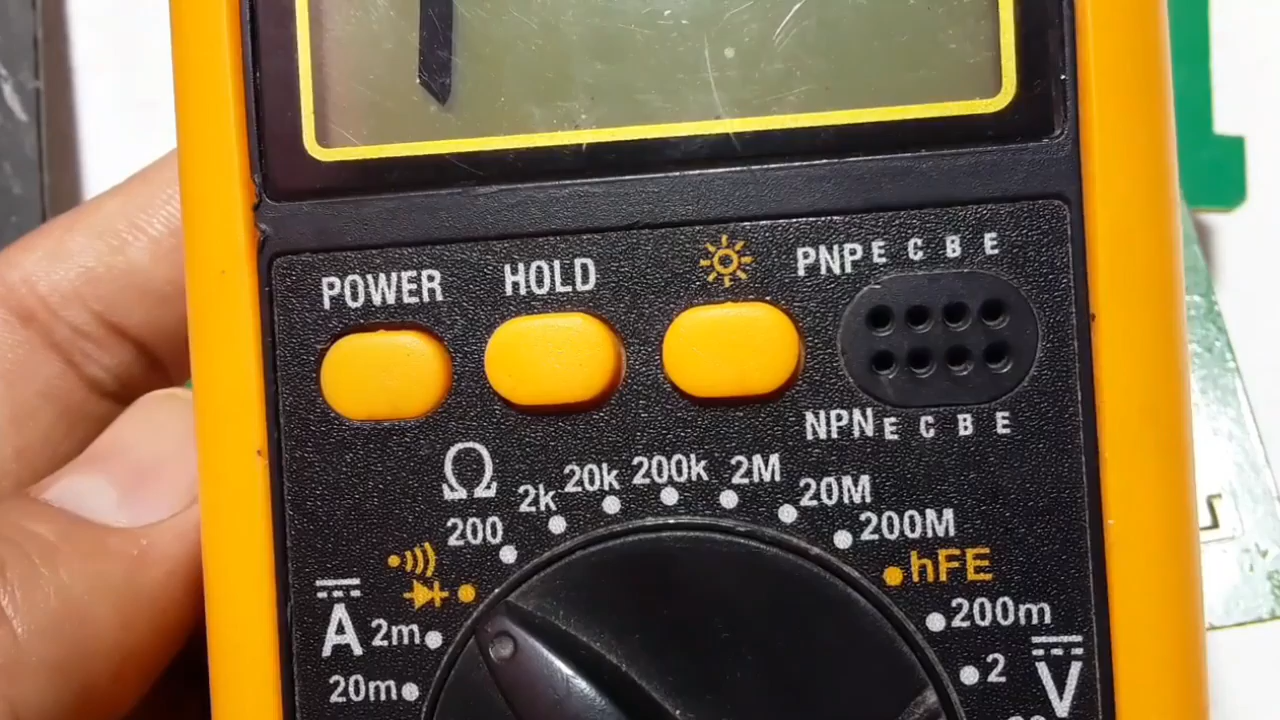 POWER HOLD PNP E C B E
NPN E C B E
Ω 200 2k 20k 200k 2M 20M 200M
hFE
A 2m 200m
20m 2 V